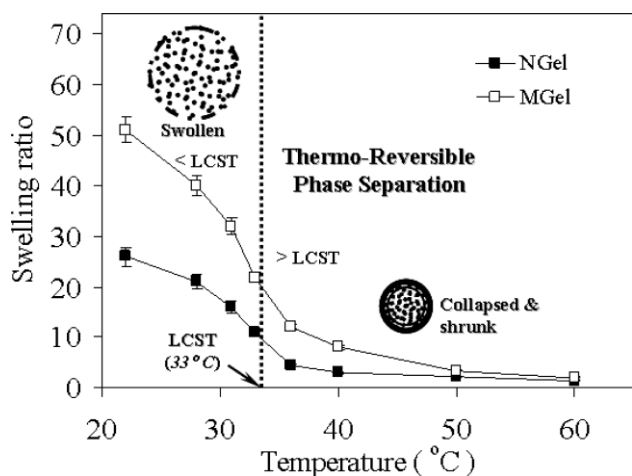 70
60
50
40
30
20
10
0
Swelling ratio
Swollen
< LCST
NGel
MGel
Thermo-Reversible
Phase Separation
> LCST
Collapsed &
shrunk
LCST
(33°C)
20
30
40
50
60
Temperature ( °C)